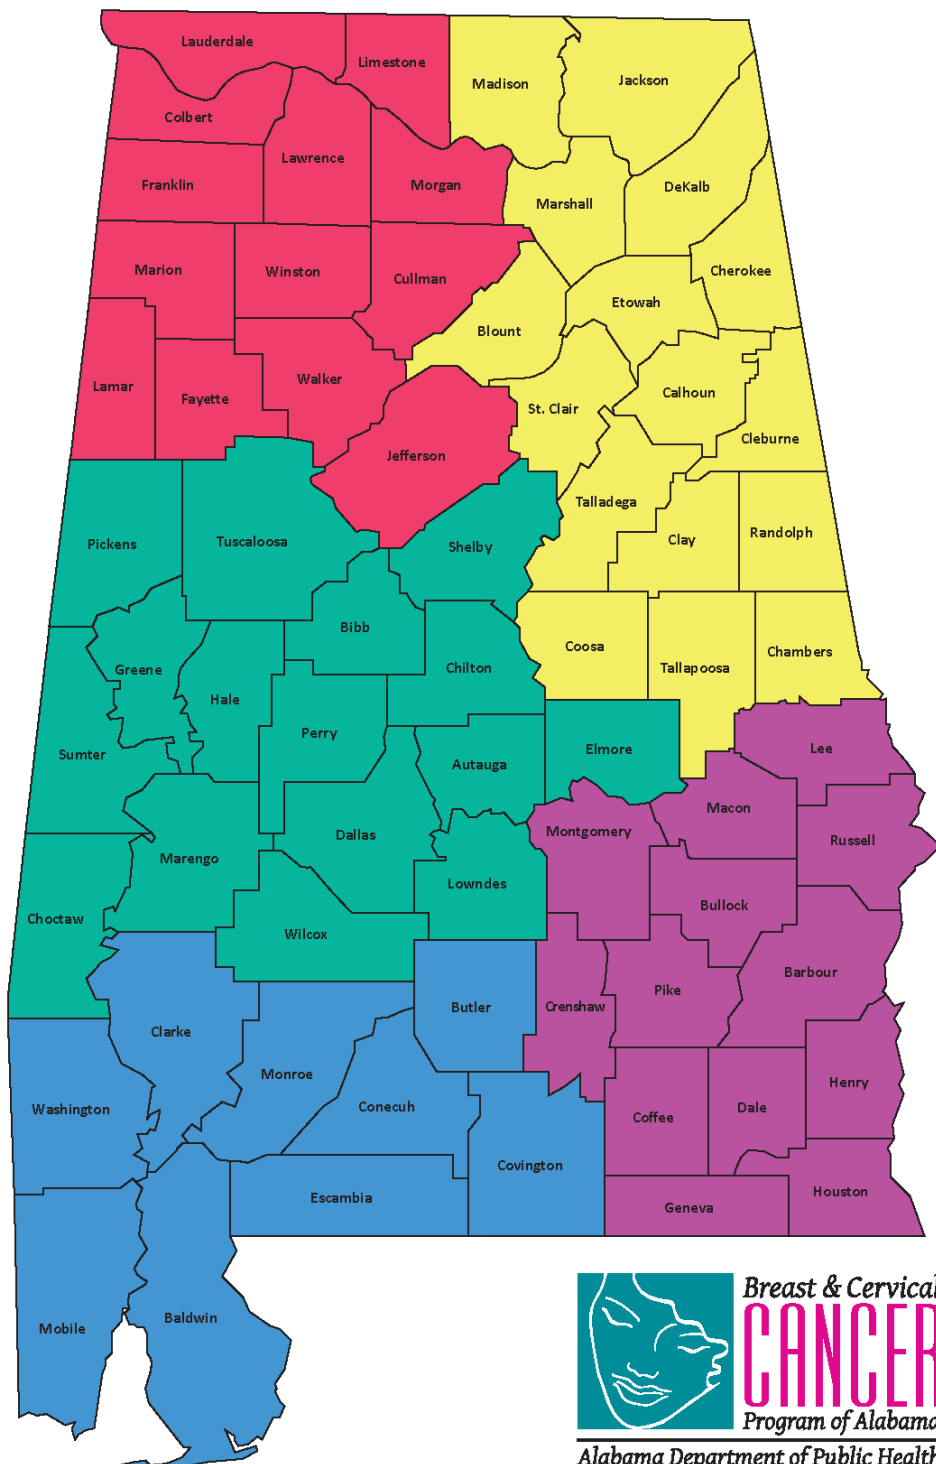 Lauderdale
Limestone
Madison
Jackson
Colbert
Lawrence
Franklin
Morgan
Marshall
DeKalb
Marion
Winston
Cullman
Cherokee
Etowah
Blount
Lamar
Fayette
Walker
St. Clair
Calhoun
Cleburne
Jefferson
Talladega
Pickens
Tuscaloosa
Shelby
Clay
Randolph
Bibb
Greene
Hale
Chilton
Coosa
Tallapoosa
Chambers
Sumter
Perry
Autauga
Elmore
Lee
Macon
Montgomery
Russell
Dallas
Marengo
Lowndes
Bullock
Choctaw
Wilcox
Barbour
Pike
Crenshaw
Butler
Clarke
Monroe
Conecuh
Washington
Henry
Coffee
Dale
Covington
Escambia
Geneva
Houston
Mobile
Baldwin
Breast & Cervical
CANCER
Program of Alabama
Alabama Department of Public Health